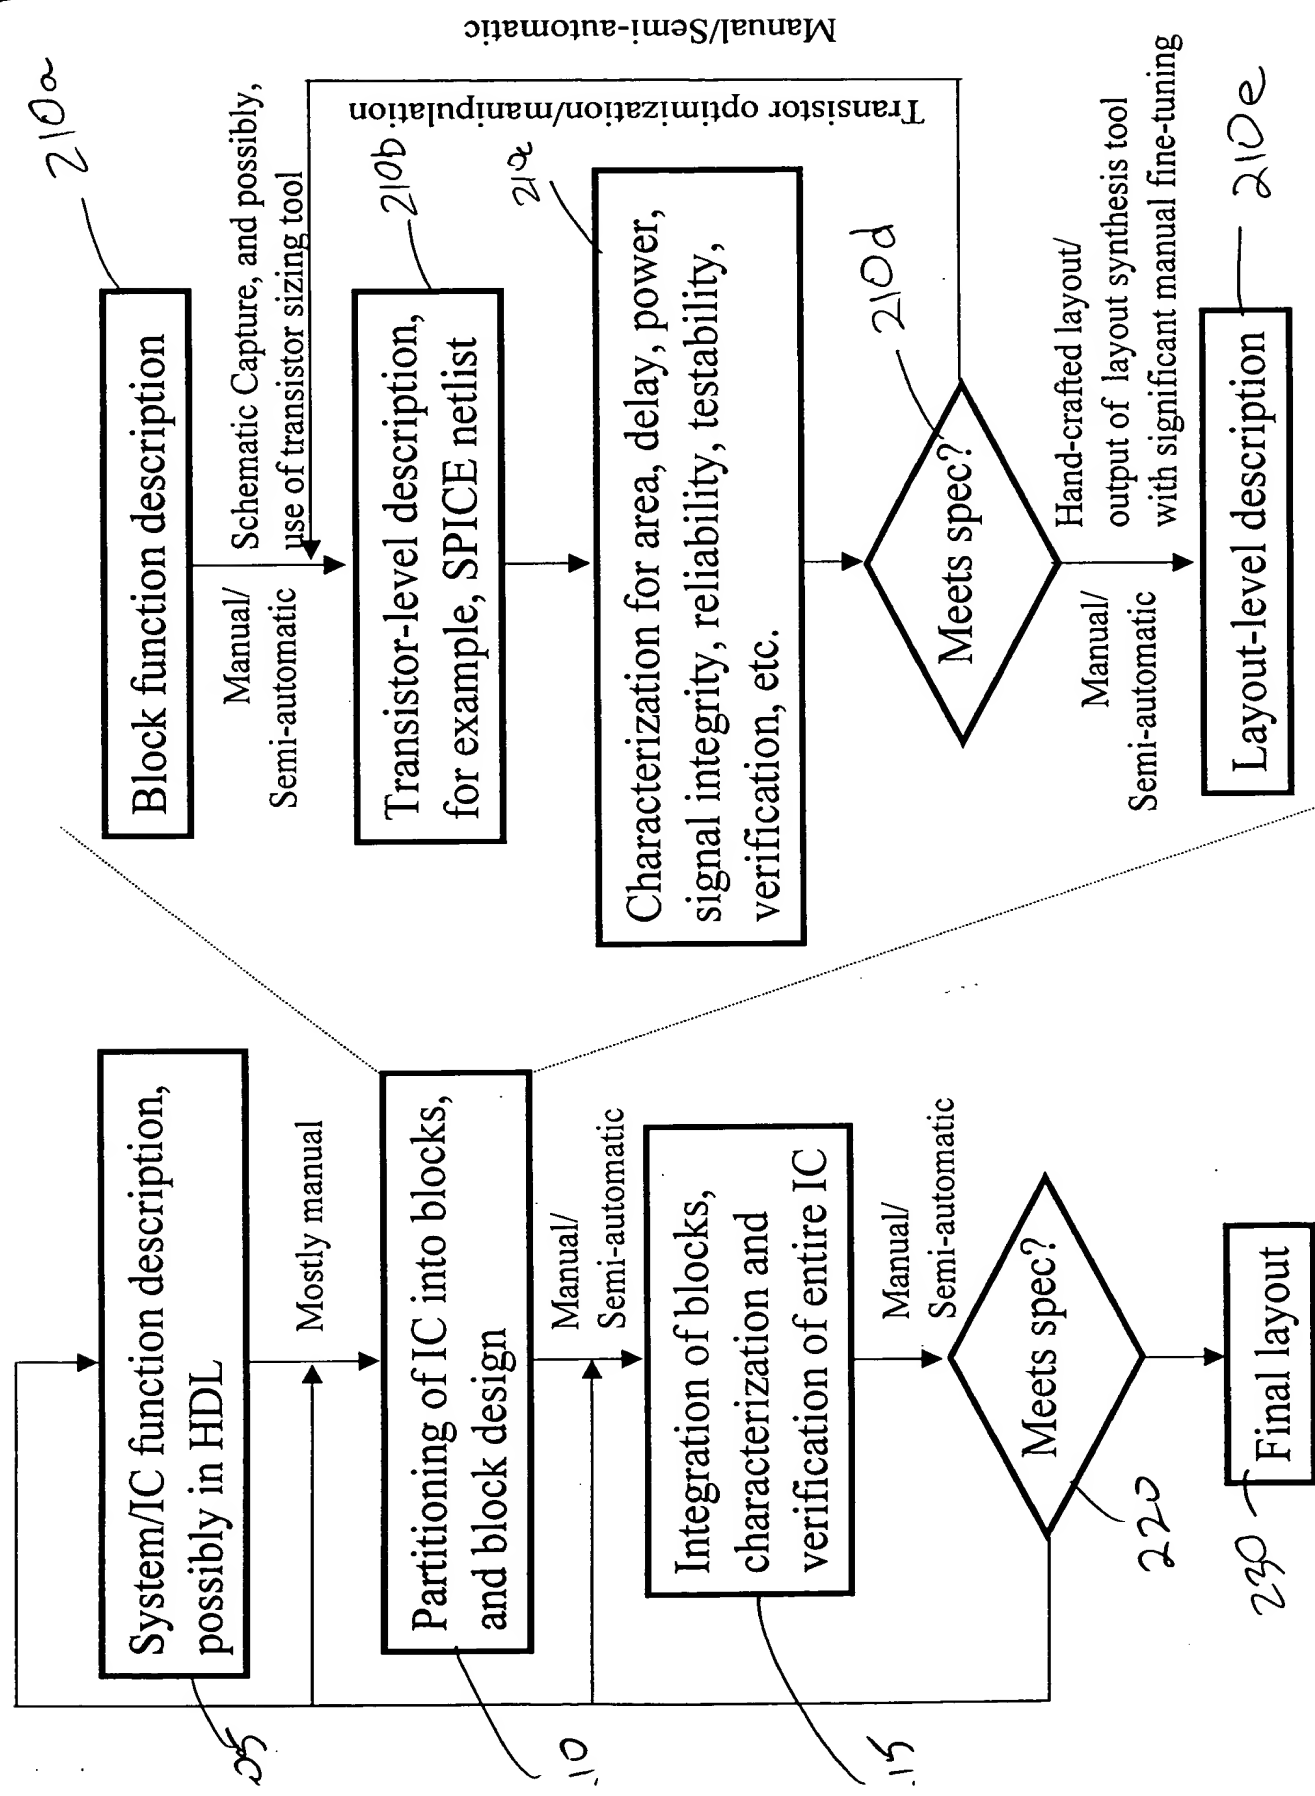 System/IC function description,
possibly in HDL
05
Mostly manual
Partitioning of IC into blocks,
and block design
10
Manual/
Semi-automatic
Integration of blocks,
characterization and
verification of entire IC
15
Manual/
Semi-automatic
Meets spec?
220
Final layout
230
Block function description
210a
Manual/
Semi-automatic
Schematic Capture, and possibly,
use of transistor sizing tool
Transistor-level description,
for example, SPICE netlist
210b
Characterization for area, delay, power,
signal integrity, reliability, testability,
verification, etc.
Meets spec?
210d
Transistor optimization/manipulation
Manual/Semi-automatic
Manual/
Semi-automatic
Hand-crafted layout/
output of layout synthesis tool
with significant manual fine-tuning
Layout-level description
210e